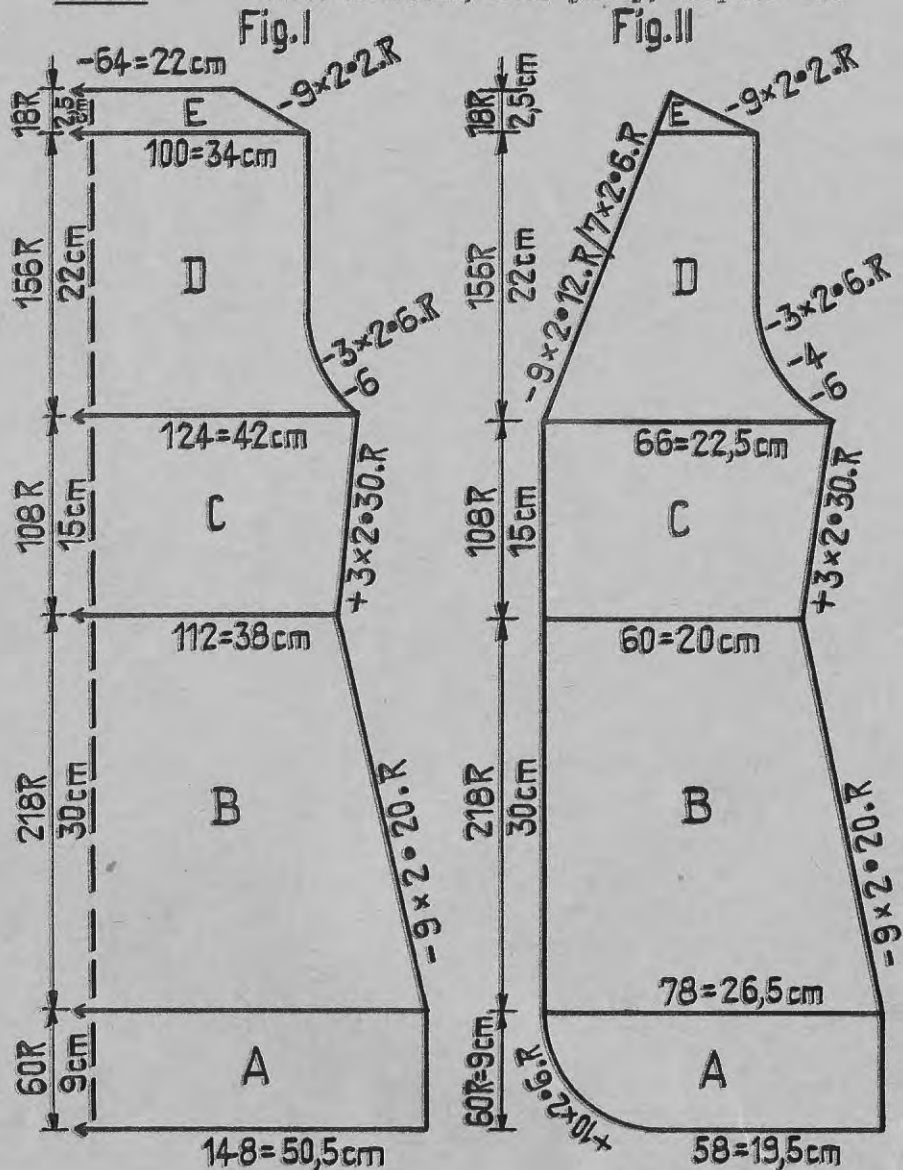 Fig.I
-64=22cm
-9×2•2.R
18R
2,5 cm
E
100=34cm
156R
22cm
D
-3×2•6.R
-6
124=42cm
108R
15cm
C
+3×2•30.R
112=38cm
218R
30cm
B
-9×2•20.R
60R
9cm
A
148=50,5cm
Fig.II
-9×2•2.R
18R
2,5cm
E
-9×2•12.R/7×2•6.R
156R
22cm
D
-3×2•6.R
-4
-6
66=22,5cm
108R
15cm
C
+3×2•30.R
60=20cm
218R
30cm
B
-9×2•20.R
78=26,5cm
60R=9cm
A
+10×2•6.R
58=19,5cm